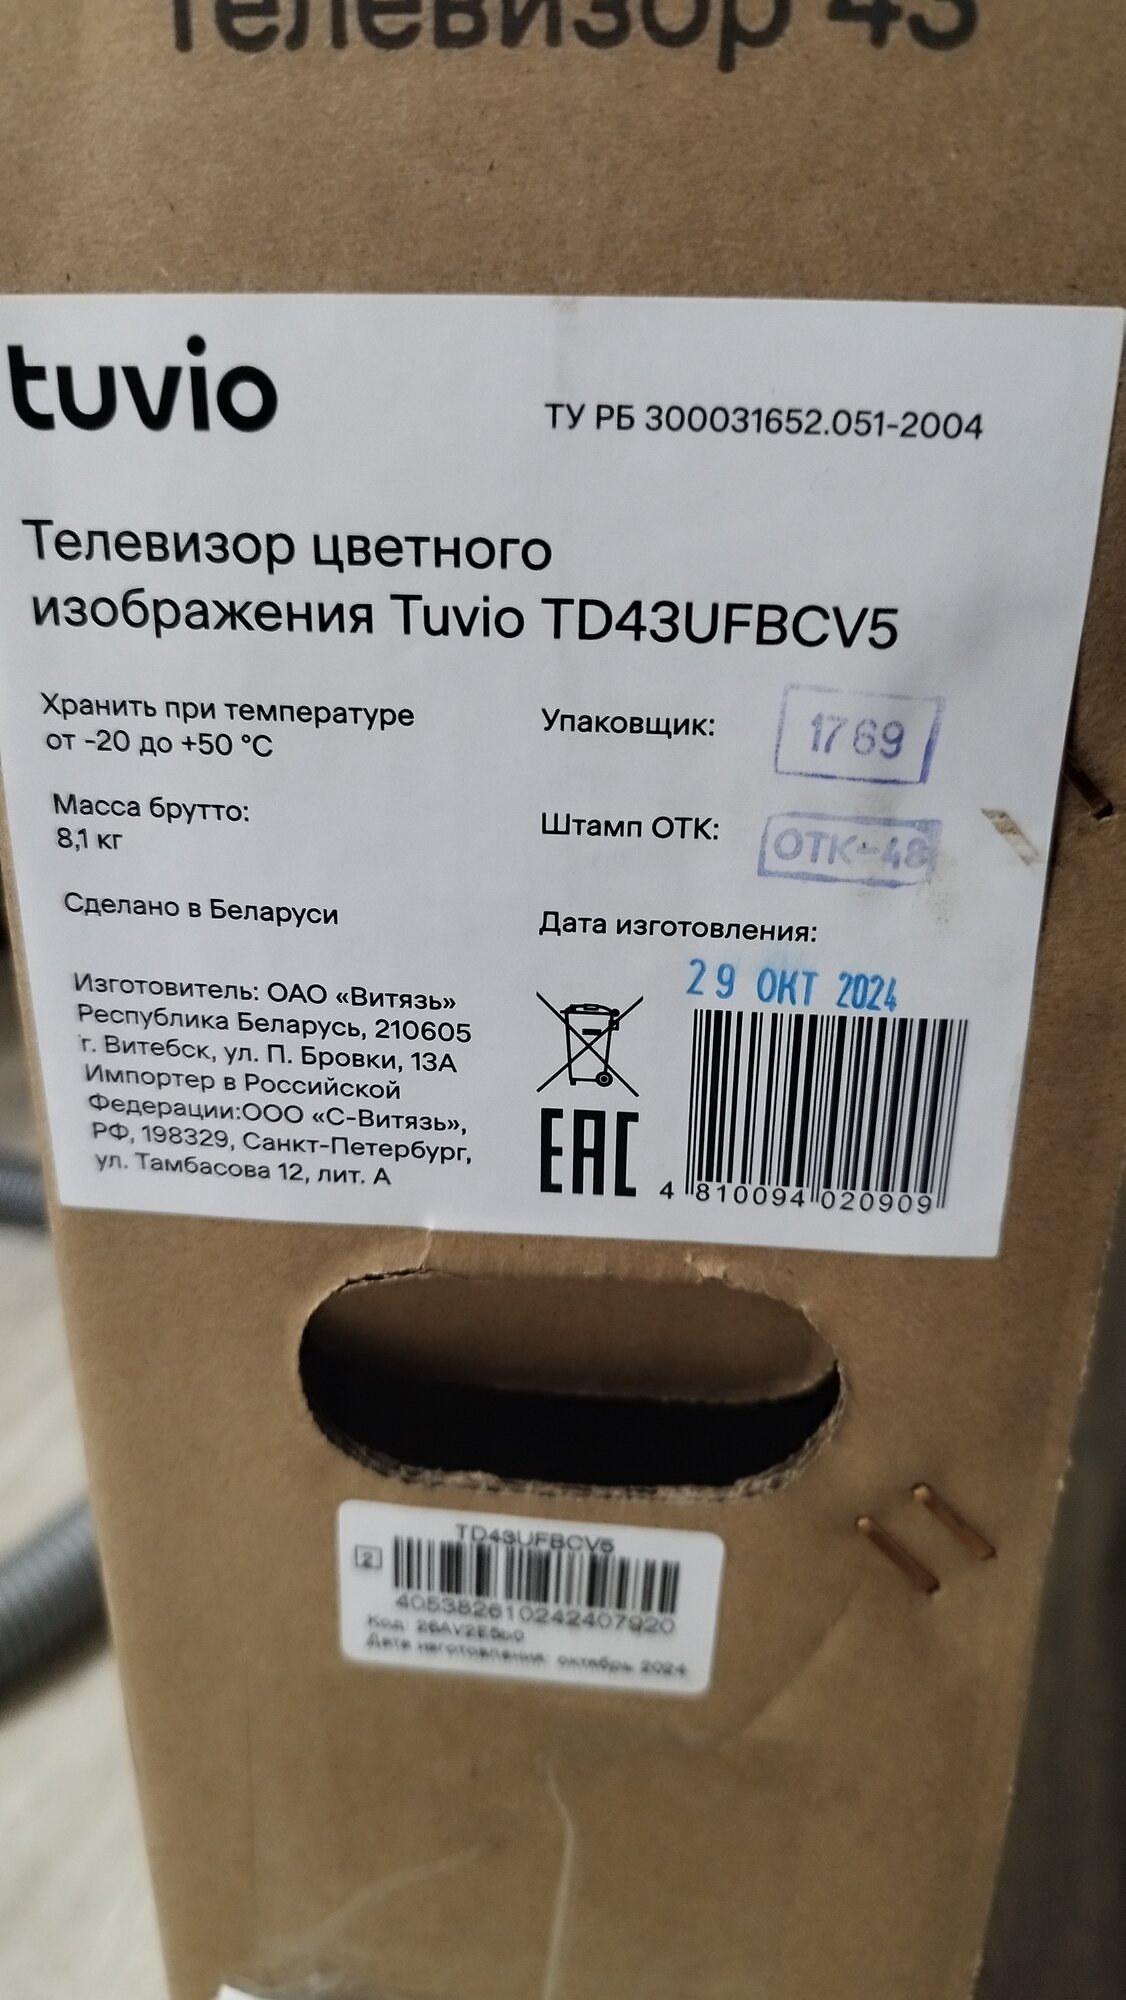 Телевизор 43
tuvio
ТУ РБ 300031652.051-2004
Телевизор цветного
изображения Tuvio TD43UFBCV5
Хранить при температуре
от -20 до +50 °C
Масса брутто:
8,1 кг
Сделано в Беларуси
Изготовитель: ОАО «Витязь»
Республика Беларусь, 210605
г. Витебск, ул. П. Бровки, 13А
Импортер в Российской
Федерации:ООО «С-Витязь»,
РФ, 198329, Санкт-Петербург,
ул. Тамбасова 12, лит. А
Упаковщик: 1769
Штамп ОТК: ОТК-48
Дата изготовления:
29 ОКТ 2024
EAC
4 810094 020909
TD43UFBCV5
2
405382610242407920
Код:
Дата изготовления: октябрь 2024